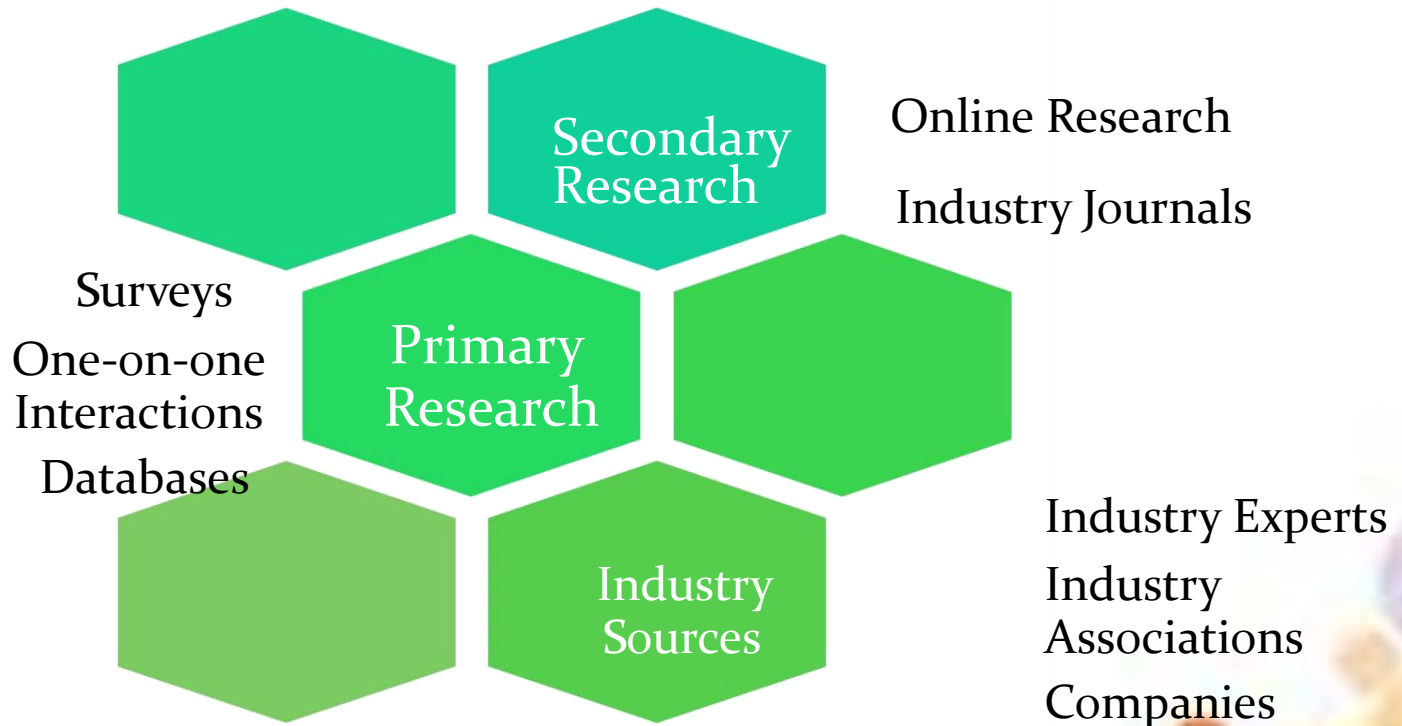 Secondary
Research
Online Research
Industry Journals
Surveys
One-on-one
Interactions
Databases
Primary
Research
Industry
Sources
Industry Experts
Industry
Associations
Companies